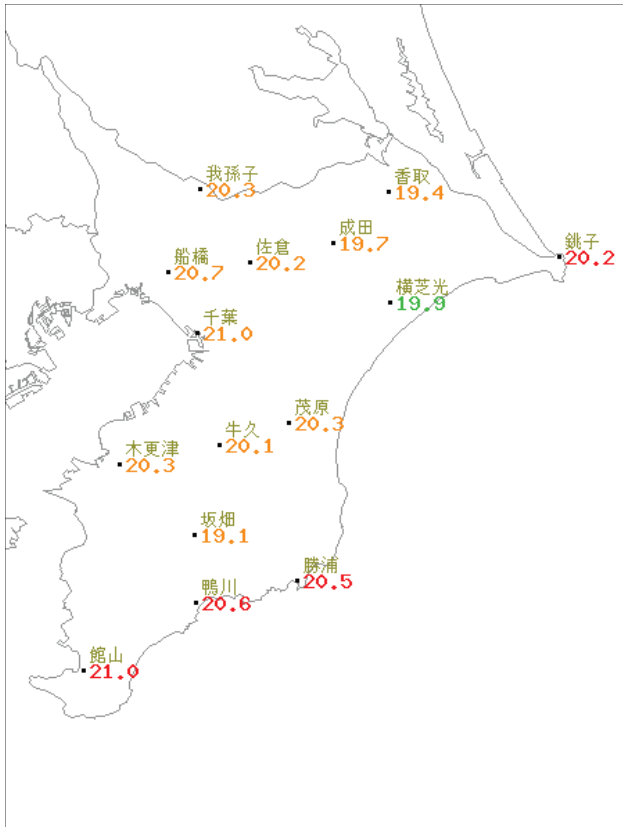 我孫子
20.3
香取
19.4
成田
19.7
佐倉
20.2
船橋
20.7
銚子
20.2
横芝光
19.9
千葉
21.0
茂原
20.3
牛久
20.1
木更津
20.3
坂畑
19.1
勝浦
20.5
鴨川
20.6
館山
21.0